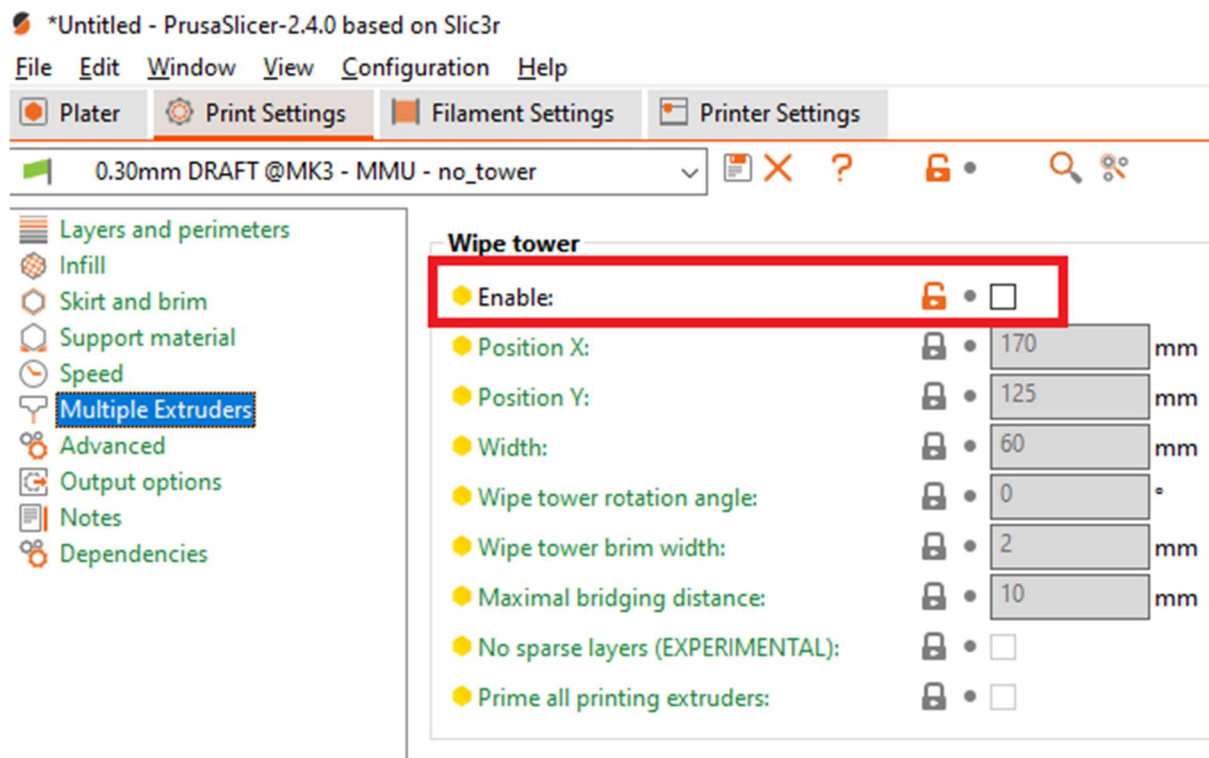 *Untitled - PrusaSlicer-2.4.0 based on Slic3r
File Edit Window View Configuration Help
Plater Print Settings Filament Settings Printer Settings
0.30mm DRAFT @MK3 - MMU - no_tower
Layers and perimeters
Infill
Skirt and brim
Support material
Speed
Multiple Extruders
Advanced
Output options
Notes
Dependencies
Wipe tower
Enable:
Position X: 170 mm
Position Y: 125 mm
Width: 60 mm
Wipe tower rotation angle: 0 °
Wipe tower brim width: 2 mm
Maximal bridging distance: 10 mm
No sparse layers (EXPERIMENTAL):
Prime all printing extruders: